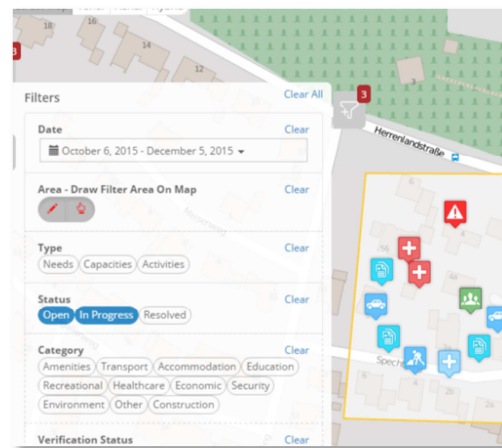 18
16
14
12
3
Filters
Clear All
3
Date
Clear
October 6, 2015 - December 5, 2015
Herrenlandstraße
Area - Draw Filter Area On Map
Clear
Type
Clear
Needs Capacities Activities
Status
Clear
Open In Progress Resolved
Category
Clear
Amenities Transport Accommodation Education
Recreational Healthcare Economic Security
Environment Other Construction
Verification Status
Clear